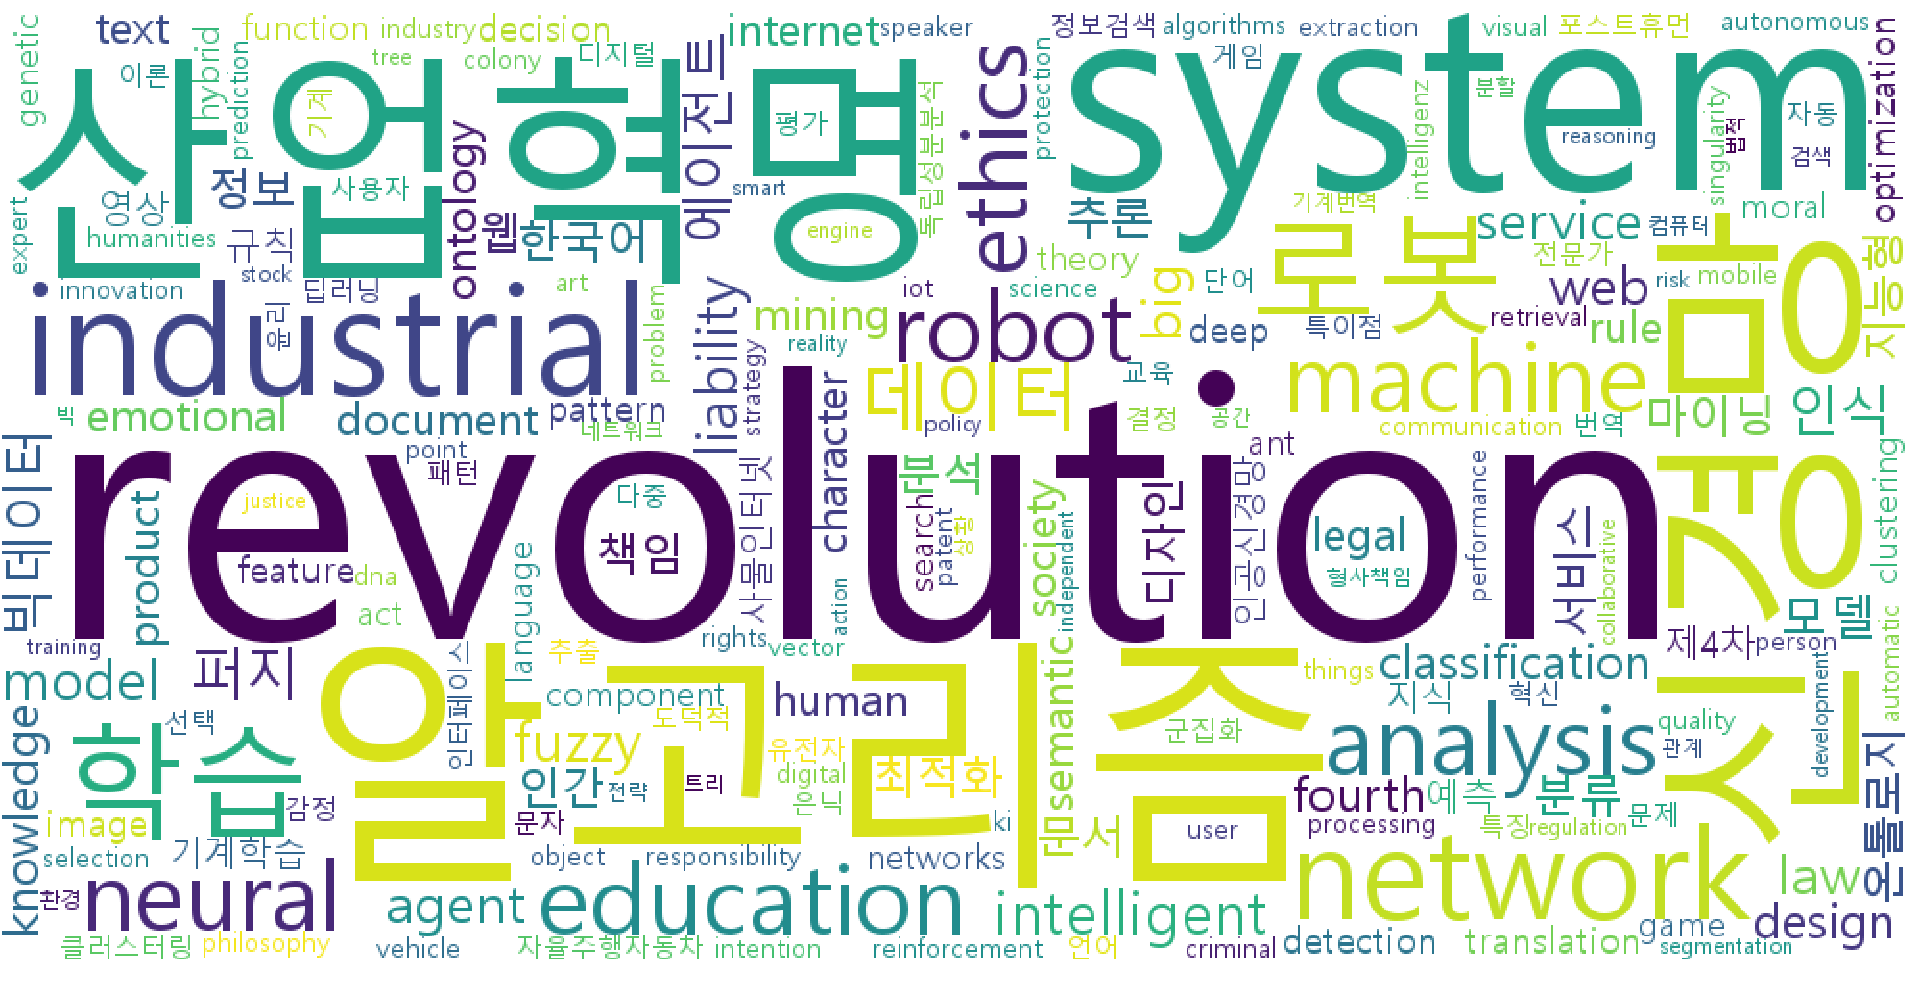 text
function
industry
decision
internet
speaker
정보검색
algorithms
extraction
visual
포스트휴먼
autonomous
genetic
이론
hybrid
prediction
tree
colony
디지털
에이전트
ethics
protection
게임
system
분할
optimization
산업혁명
기계
평가
독립성분분석
intelligenz
reasoning
singularity
법적
자동
검색
expert
영상
정보
사용자
ontology
웹
한국어
smart
engine
추론
기계번역
service
컴퓨터
moral
humanities
규칙
stock
theory
로봇
전문가
음성
지능형
innovation
윤리
딥러닝
art
problem
liability
mining
iot
science
big
단어
web
risk
mobile
industrial
reality
robot
deep
특이점
retrieval
rule
strategy
데이터
교육
machine
빅
emotional
document
pattern
네트워크
character
policy
결정
공간
communication
번역
마이닝
인식
빅데이터
point
패턴
사물인터넷
분석
ant
인공신경망
performance
clustering
revolution
product
justice
다중
search
patent
상황
society
independent
디자인
legal
서비스
collaborative
신경망
feature
dna
책임
형사책임
act
language
action
모델
training
인터페이스
추출
rights
vector
semantic
things
classification
제4차
person
automatic
model
퍼지
알고리즘
component
human
지식
혁신
development
knowledge
선택
도덕적
군집화
analysis
quality
관계
학습
fuzzy
유전자
온톨로지
인간
전략
트리
digital
은닉
최적화
fourth
예측
분류
문제
image
감정
문자
ki
문서
user
processing
특징
regulation
selection
기계학습
object
responsibility
networks
network
환경
neural
agent
education
intelligent
law
design
game
클러스터링
philosophy
vehicle
자율주행자동차
intention
reinforcement
언어
criminal
detection
translation
segmentation